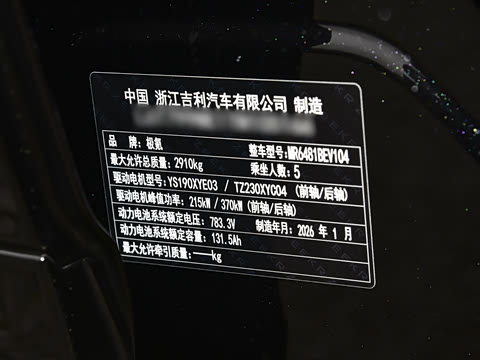 中国 浙江吉利汽车有限公司 制造
品 牌:极氪 整车型号:MR6481BEV104
最大允许总质量:2910kg 乘坐人数:5
驱动电机型号:YS190XYE03 / TZ230XYC04 (前轴/后轴)
驱动电机峰值功率:215kW / 370kW (前轴/后轴)
动力电池系统额定电压:783.3V 制造年月:2026 年 1 月
动力电池系统额定容量:131.5Ah
最大允许牵引质量:——kg